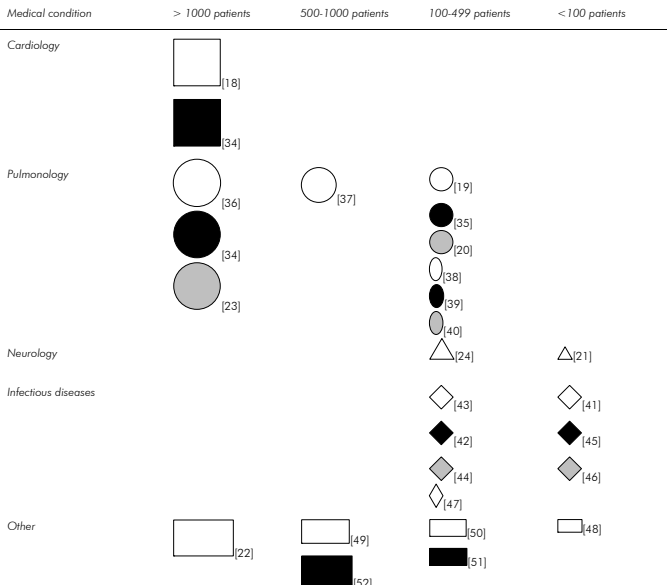 Medical condition > 1000 patients 500-1000 patients 100-499 patients <100 patients
Cardiology
[18]
[34]
Pulmonology
[36] [37] [19]
[35]
[34] [20]
[38]
[23] [39]
[40]
Neurology [24] [21]
Infectious diseases
[43] [41]
[42] [45]
[44] [46]
[47]
Other
[22] [49] [50] [48]
[51]
[52]